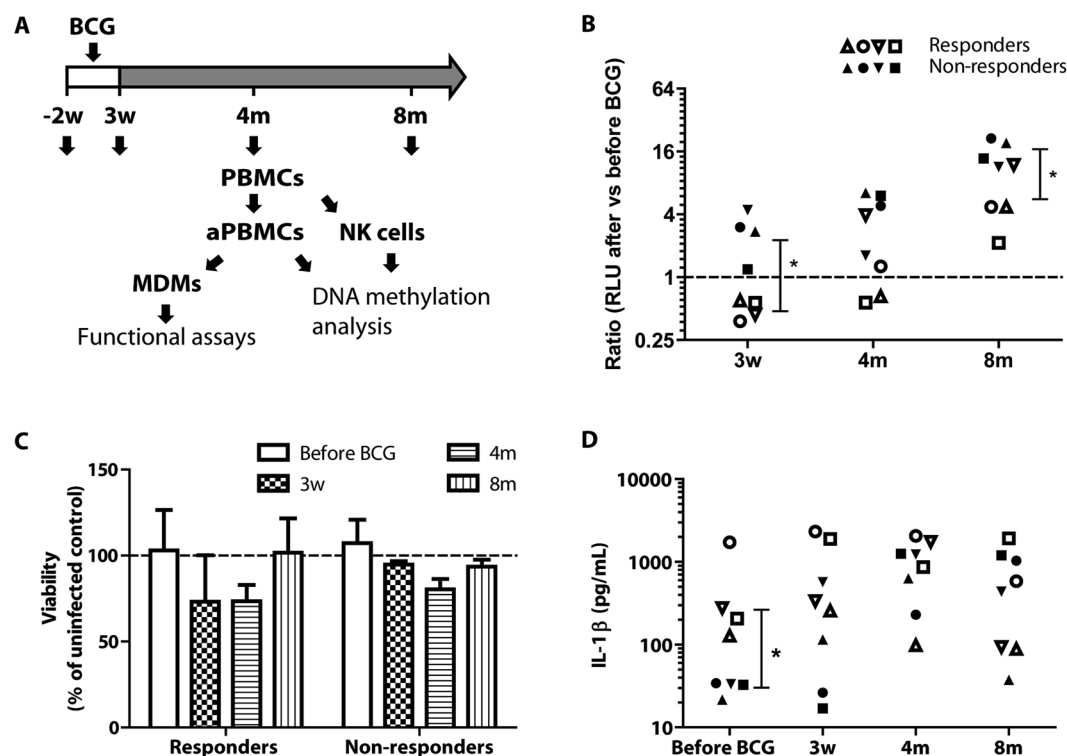 A
BCG
-2w 3w 4m 8m
PBMCs
aPBMCs NK cells
MDMs
DNA methylation
analysis
Functional assays
B
Responders
Non-responders
Ratio (RLU after vs before BCG)
64
16
4
1
0.25
*
*
3w 4m 8m
C
Before BCG 4m
3w 8m
Viability
(% of uninfected control)
150
100
50
0
Responders Non-responders
D
IL-1β (pg/mL)
10000
1000
100
10
*
Before BCG 3w 4m 8m